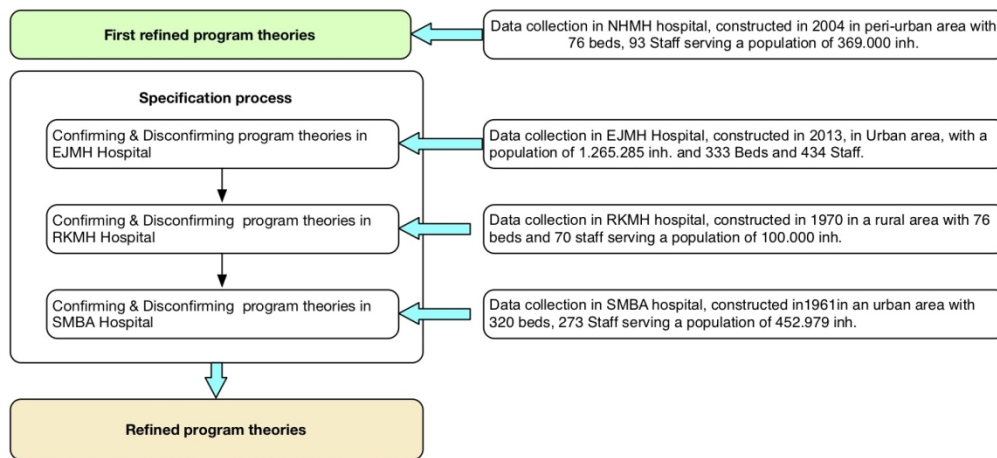 First refined program theories
Data collection in NHMH hospital, constructed in 2004 in peri-urban area with
76 beds, 93 Staff serving a population of 369.000 inh.
Specification process
Confirming & Disconfirming program theories in
EJMH Hospital
Data collection in EJMH Hospital, constructed in 2013, in Urban area, with a
population of 1.265.285 inh. and 333 Beds and 434 Staff.
Confirming & Disconfirming  program theories in
RKMH Hospital
Data collection in RKMH hospital, constructed in 1970 in a rural area with 76
beds and 70 staff serving a population of 100.000 inh.
Confirming & Disconfirming  program theories in
SMBA Hospital
Data collection in SMBA hospital, constructed in1961in an urban area with
320 beds, 273 Staff serving a population of 452.979 inh.
Refined program theories